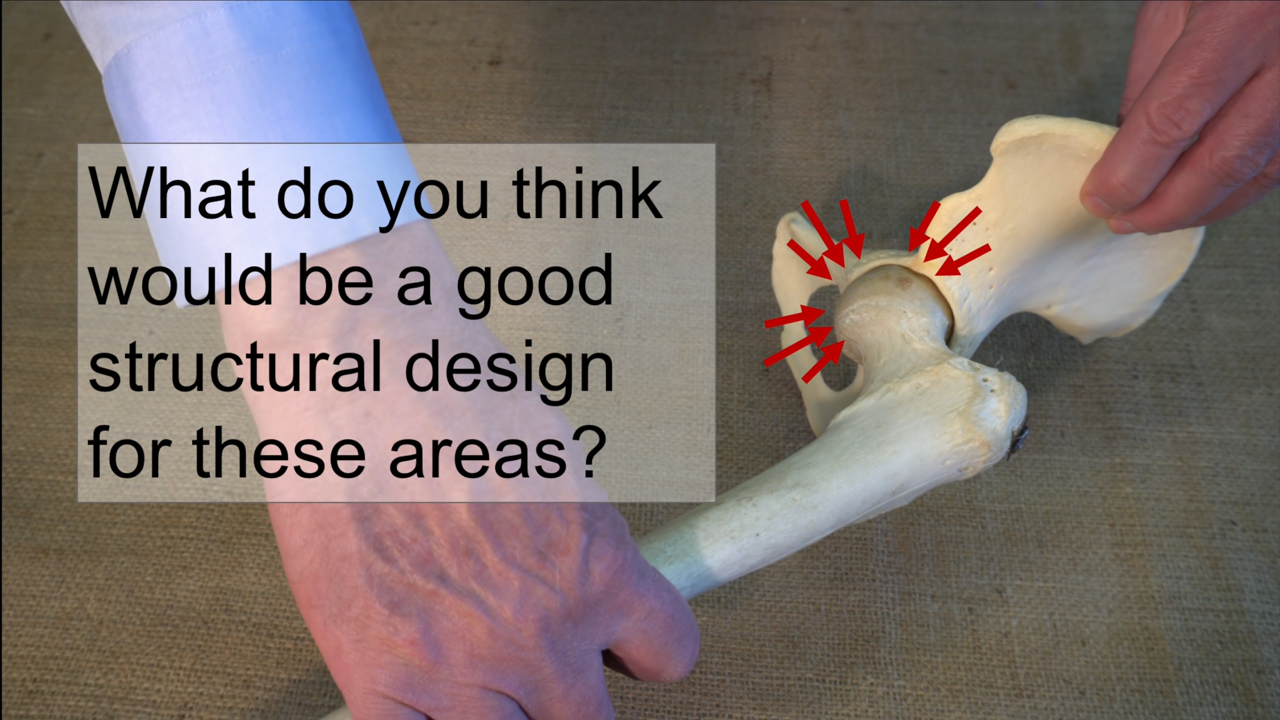 What do you think
would be a good
structural design
for these areas?